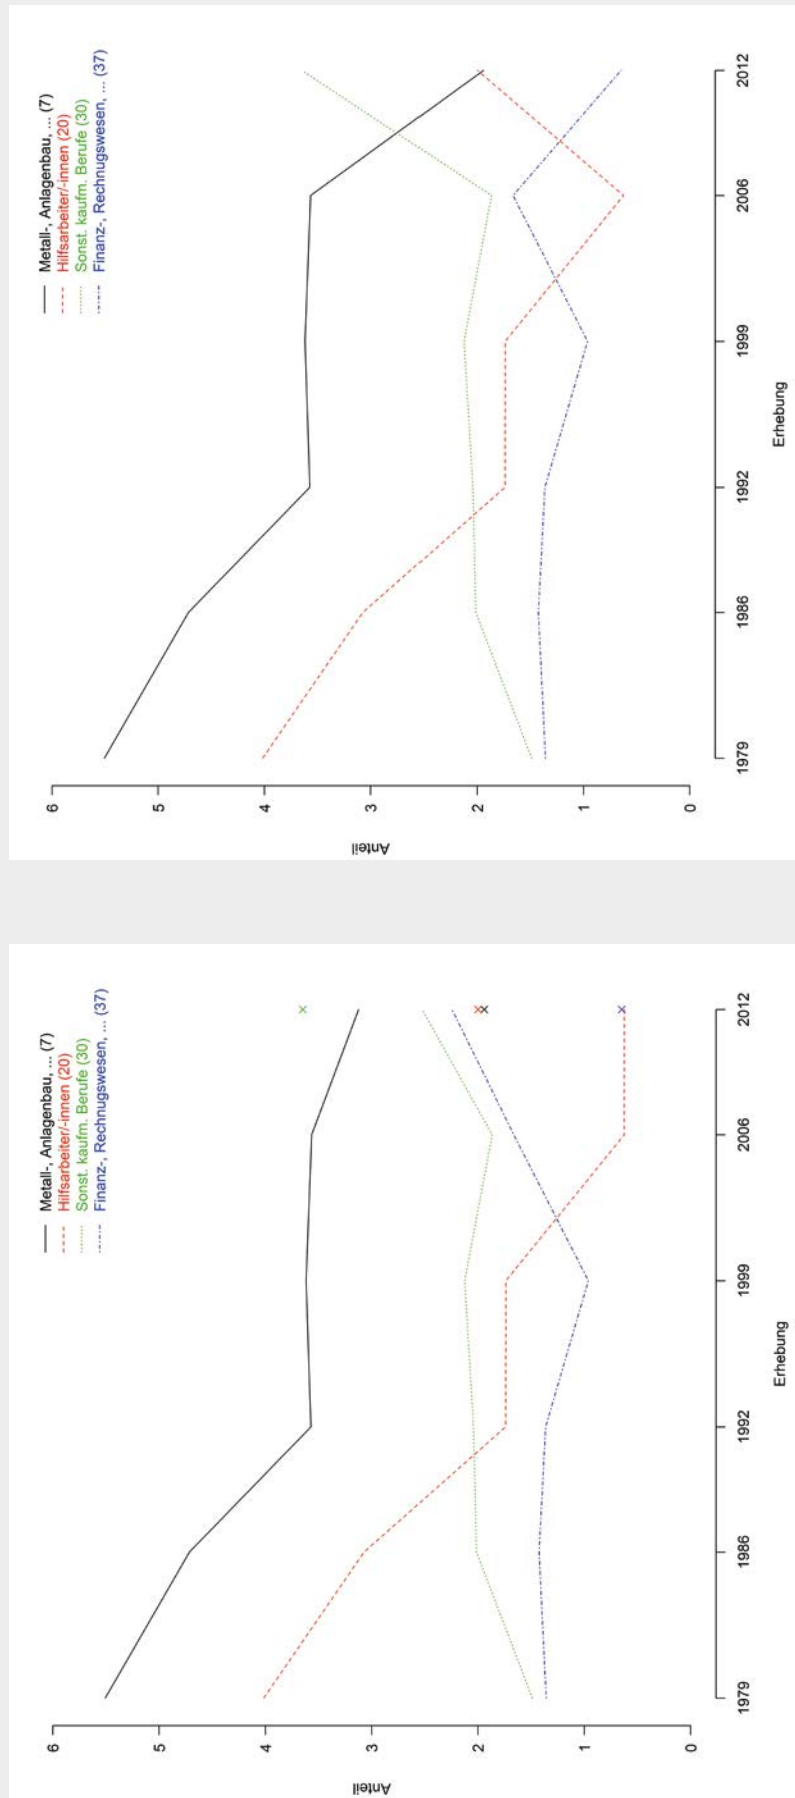 Metall-, Anlagenbau, ... (7)
Hilfsarbeiter/-innen (20)
Sonst. kaufm. Berufe (30)
Finanz-, Rechnugswesen, ... (37)
Anteil
6
5
4
3
2
1
0
1979
1986
1992
1999
2006
2012
Erhebung
Metall-, Anlagenbau, ... (7)
Hilfsarbeiter/-innen (20)
Sonst. kaufm. Berufe (30)
Finanz-, Rechnugswesen, ... (37)
Anteil
6
5
4
3
2
1
0
1979
1986
1992
1999
2006
2012
Erhebung